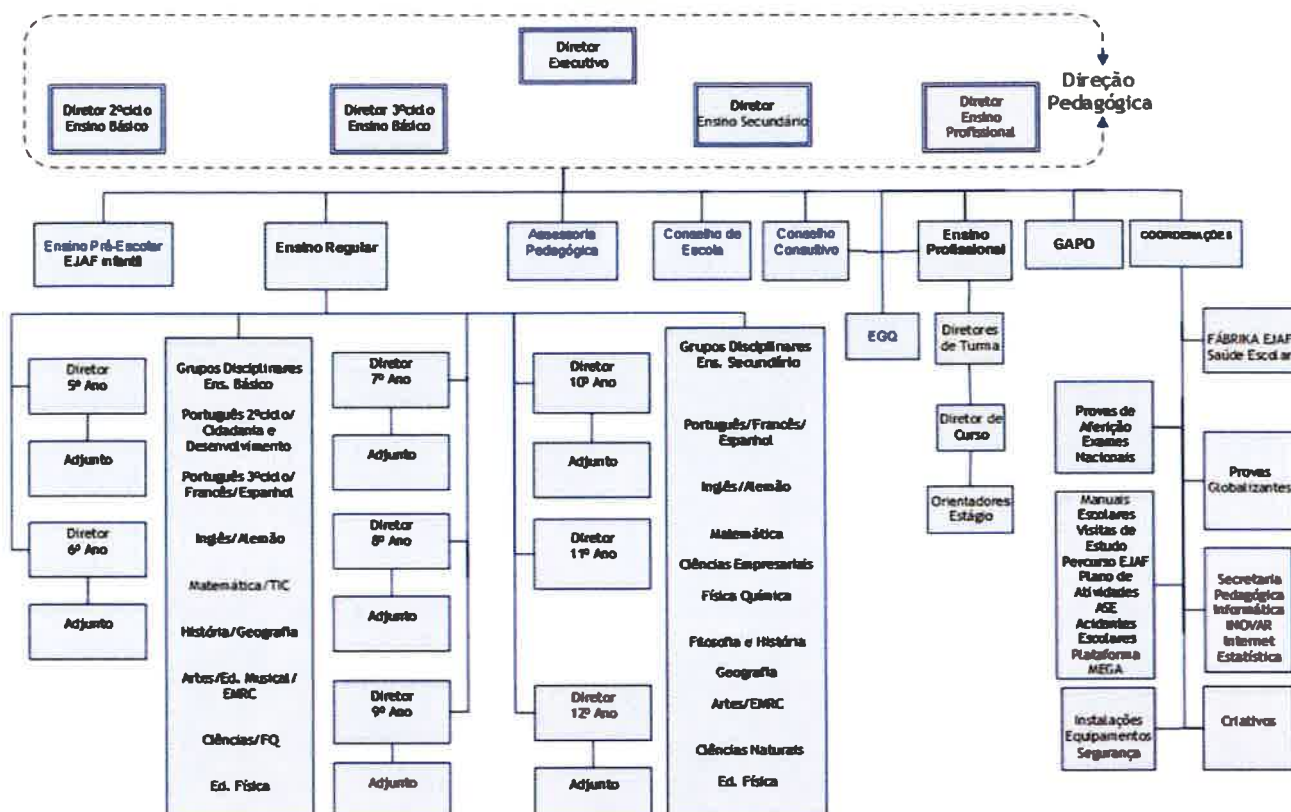 Diretor
Executivo
Direção
Pedagógica
Diretor 2ºciclo
Ensino Básico
Diretor 3ºciclo
Ensino Básico
Diretor
Ensino Secundário
Diretor
Ensino
Profissional
Ensino Pré-Escolar
EJAF infantil
Ensino Regular
Assessoria
Pedagógica
Conselho de
Escola
Conselho
Consultivo
Ensino
Profissional
GAPO
COORDENAÇÕES
Diretor
5º Ano
Adjunto
Diretor
6º Ano
Adjunto
Grupos Disciplinares
Ens. Básico
Português 2ºciclo/
Cidadania e
Desenvolvimento
Português 3ºciclo/
Francês/Espanhol
Inglês/Alemão
Matemática/TIC
História/Geografia
Artes/Ed. Musical/
EMRC
Ciências/FQ
Ed. Física
Diretor
7º Ano
Adjunto
Diretor
8º Ano
Adjunto
Diretor
9º Ano
Adjunto
Diretor
10º Ano
Adjunto
Diretor
11º Ano
Diretor
12º Ano
Adjunto
Grupos Disciplinares
Ens. Secundário
Português/Francês/
Espanhol
Inglês/Alemão
Matemática
Ciências Empresariais
Física Química
Filosofia e História
Geografia
Artes/EMRC
Ciências Naturais
Ed. Física
EGQ
Diretores
de Turma
Diretor de
Curso
Orientadores
Estágio
FÁBRIKA EJAF
Saúde Escolar
Provas de
Aferição
Exames
Nacionais
Provas
Globalizantes
Manuais
Escolares
Visitas de
Estudo
Percurso EJAF
Plano de
Atividades
ASE
Acidentes
Escolares
Plataforma
MEGA
Secretaria
Pedagógica
Informática
INOVAR
Internet
Estatística
Instalações
Equipamentos
Segurança
Criativos